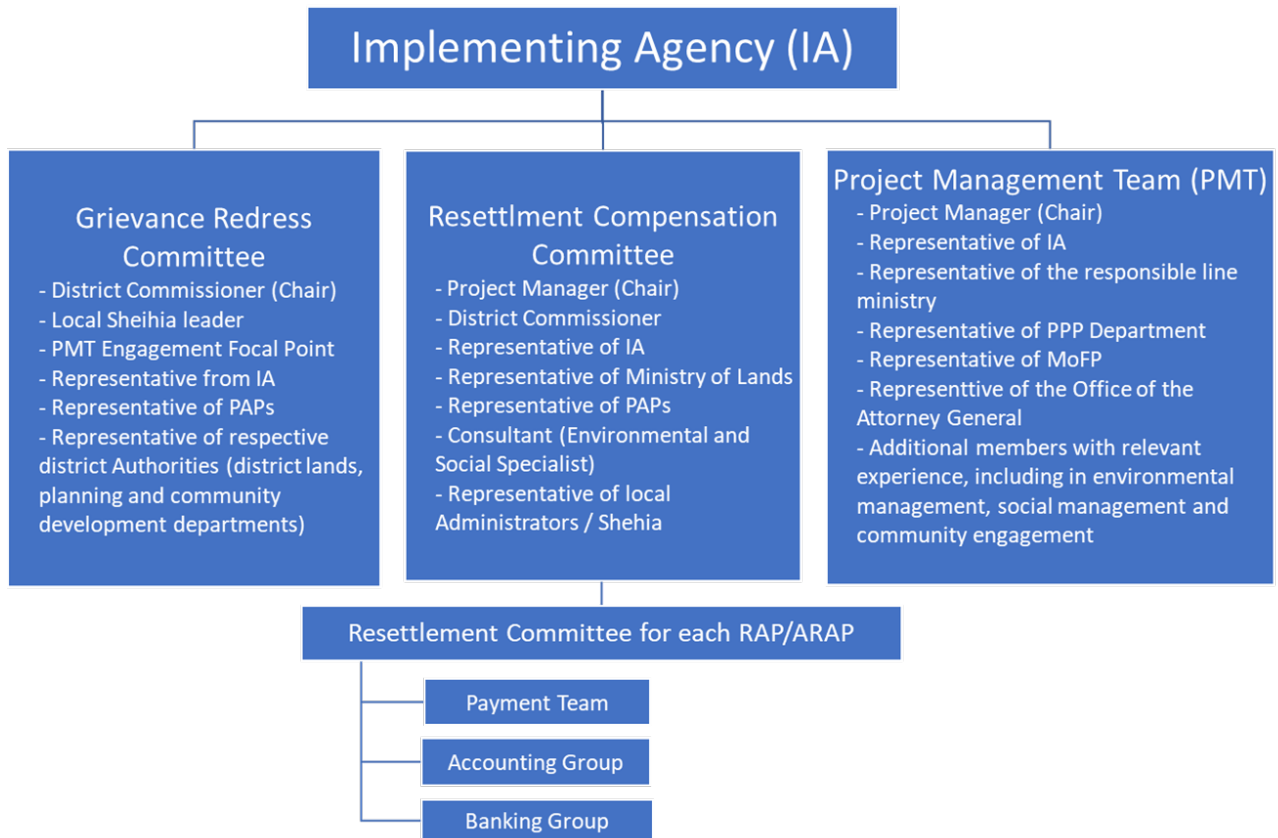 Implementing Agency (IA)
Grievance Redress
Committee
- District Commissioner (Chair)
- Local Sheihia leader
- PMT Engagement Focal Point
- Representative from IA
- Representative of PAPs
- Representative of respective
district Authorities (district lands,
planning and community
development departments)
Resettlment Compensation
Committee
- Project Manager (Chair)
- District Commissioner
- Representative of IA
- Representative of Ministry of Lands
- Representative of PAPs
- Consultant (Environmental and
Social Specialist)
- Representative of local
Administrators / Shehia
Project Management Team (PMT)
- Project Manager (Chair)
- Representative of IA
- Representative of the responsible line
ministry
- Representative of PPP Department
- Representative of MoFP
- Representtive of the Office of the
Attorney General
- Additional members with relevant
experience, including in environmental
management, social management and
community engagement
Resettlement Committee for each RAP/ARAP
Payment Team
Accounting Group
Banking Group